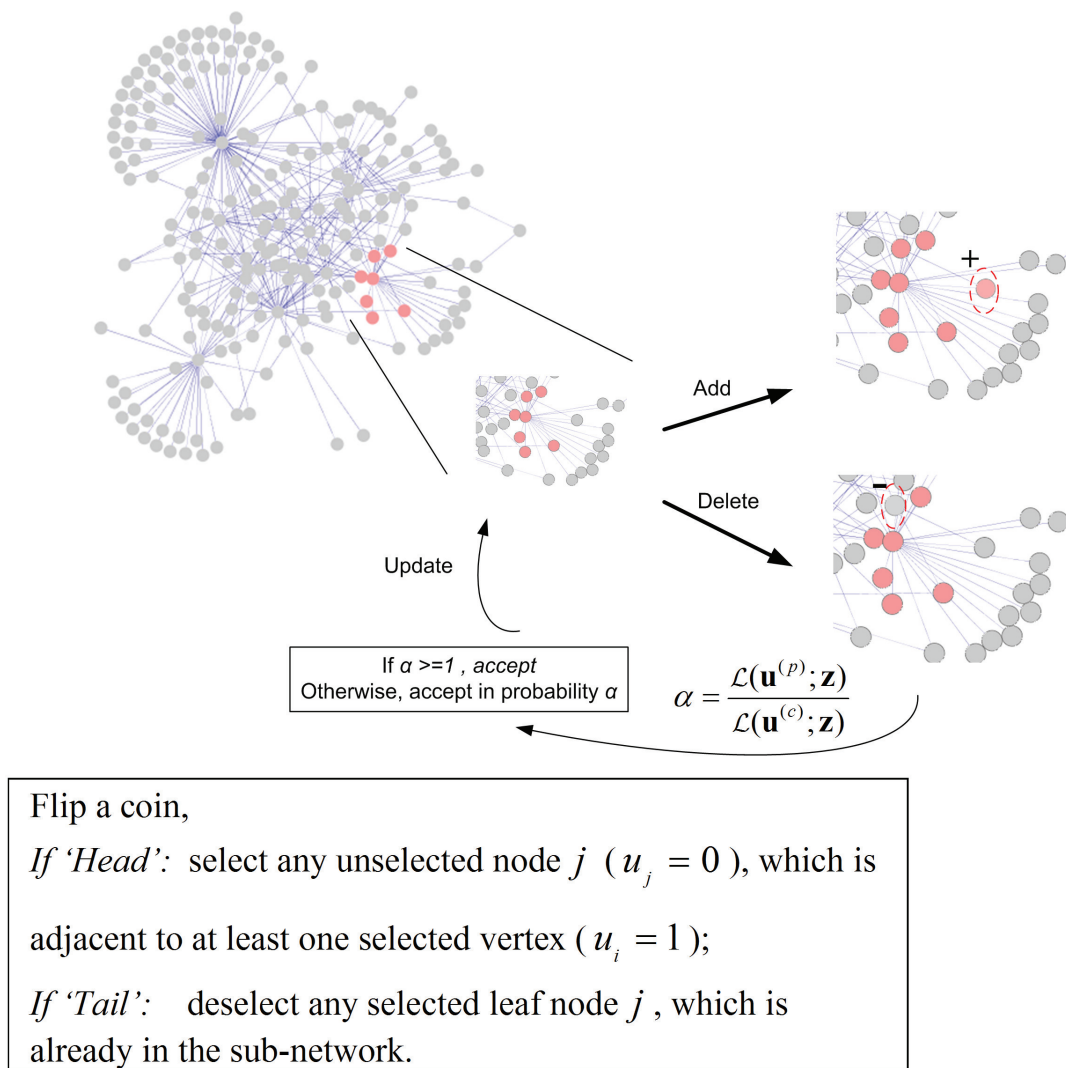 +
Add
−
Delete
Update
If α >=1 , accept
Otherwise, accept in probability α
α = ℒ(𝐮^(p); 𝐳) / ℒ(𝐮^(c); 𝐳)
Flip a coin,
If ‘Head’: select any unselected node j ( u_j = 0 ), which is
adjacent to at least one selected vertex ( u_i = 1 );
If ‘Tail’: deselect any selected leaf node j , which is
already in the sub-network.